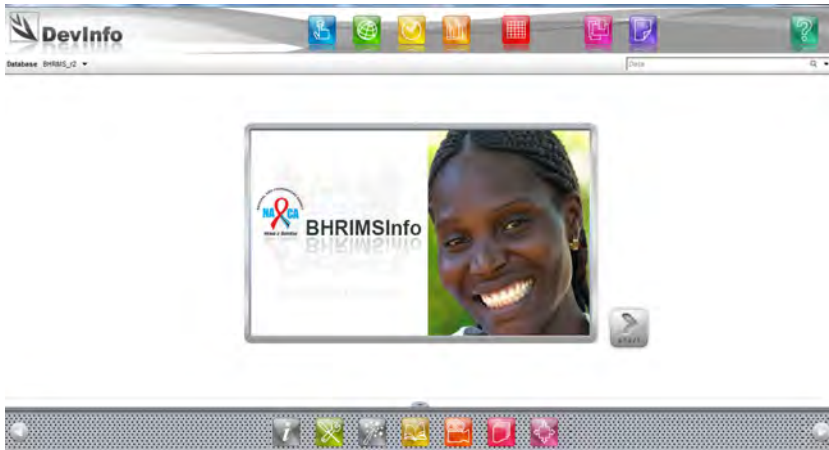 DevInfo
Database BHRIMS_r2
Data
NACA
BHRIMSInfo
START